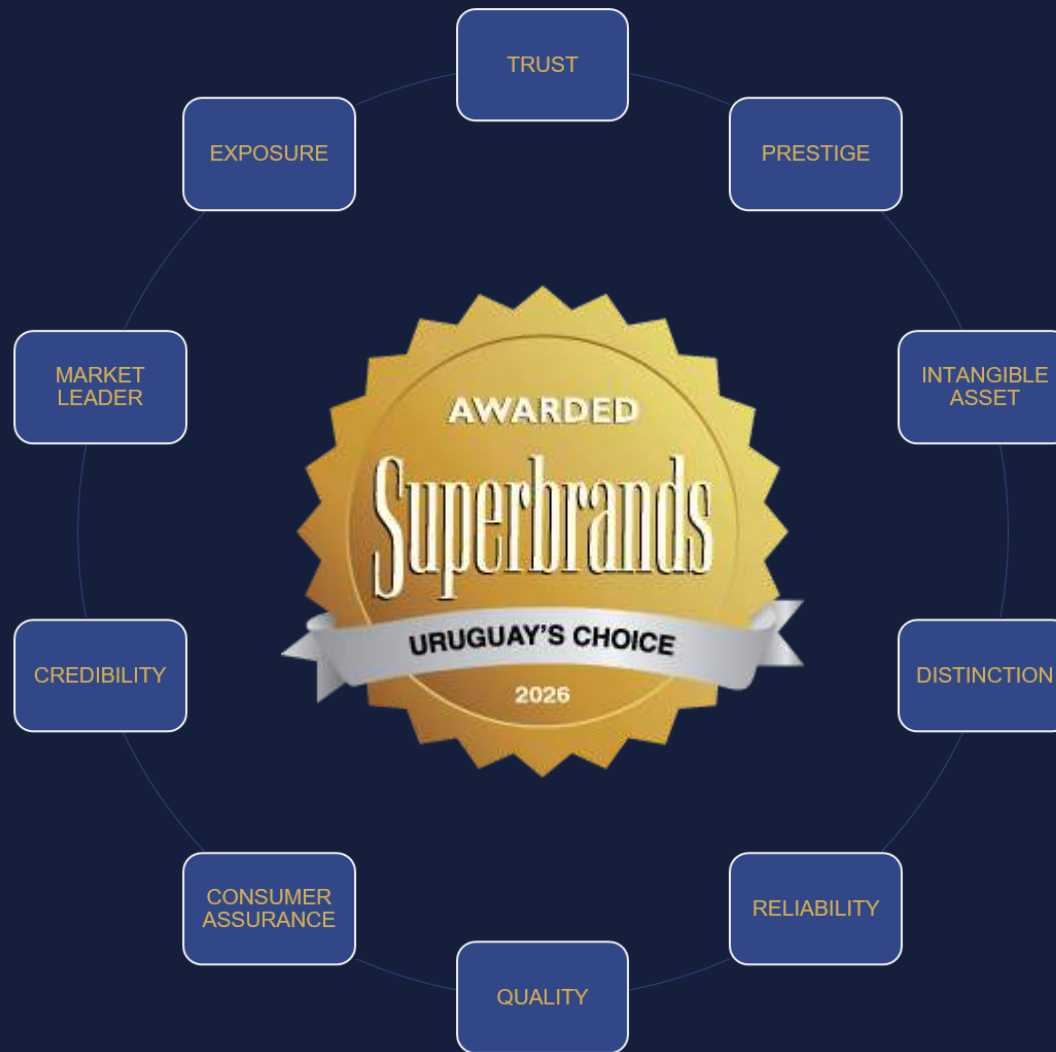 TRUST
EXPOSURE
PRESTIGE
MARKET
LEADER
INTANGIBLE
ASSET
AWARDED
Superbrands
URUGUAY'S CHOICE
2026
CREDIBILITY
DISTINCTION
CONSUMER
ASSURANCE
RELIABILITY
QUALITY